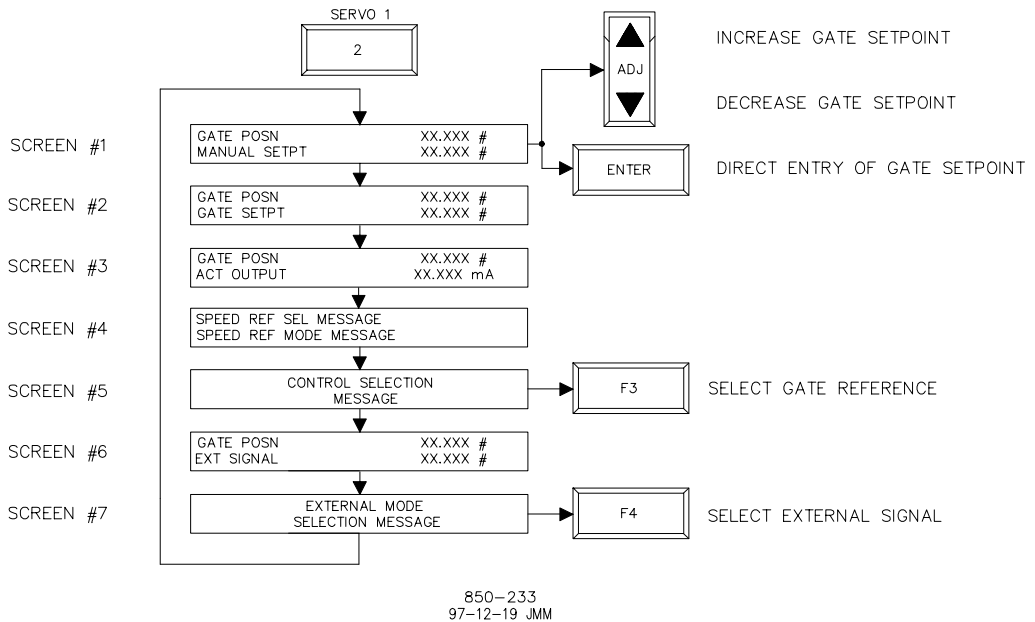 SERVO 1
2
ADJ
INCREASE GATE SETPOINT
DECREASE GATE SETPOINT
SCREEN #1
GATE POSN XX.XXX #
MANUAL SETPT XX.XXX #
ENTER
DIRECT ENTRY OF GATE SETPOINT
SCREEN #2
GATE POSN XX.XXX #
GATE SETPT XX.XXX #
SCREEN #3
GATE POSN XX.XXX #
ACT OUTPUT XX.XXX mA
SCREEN #4
SPEED REF SEL MESSAGE
SPEED REF MODE MESSAGE
SCREEN #5
CONTROL SELECTION
MESSAGE
F3
SELECT GATE REFERENCE
SCREEN #6
GATE POSN XX.XXX #
EXT SIGNAL XX.XXX #
SCREEN #7
EXTERNAL MODE
SELECTION MESSAGE
F4
SELECT EXTERNAL SIGNAL
850-233
97-12-19 JMM